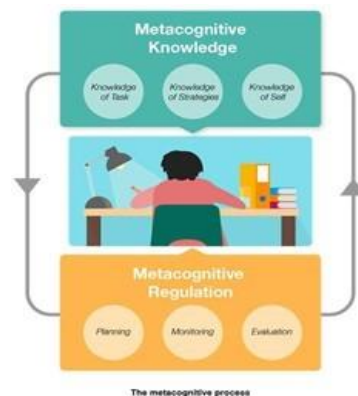 Metacognitive
Knowledge
Knowledge
of Task
Knowledge
of Strategies
Knowledge
of Self
Metacognitive
Regulation
Planning
Monitoring
Evaluation
The metacognitive process